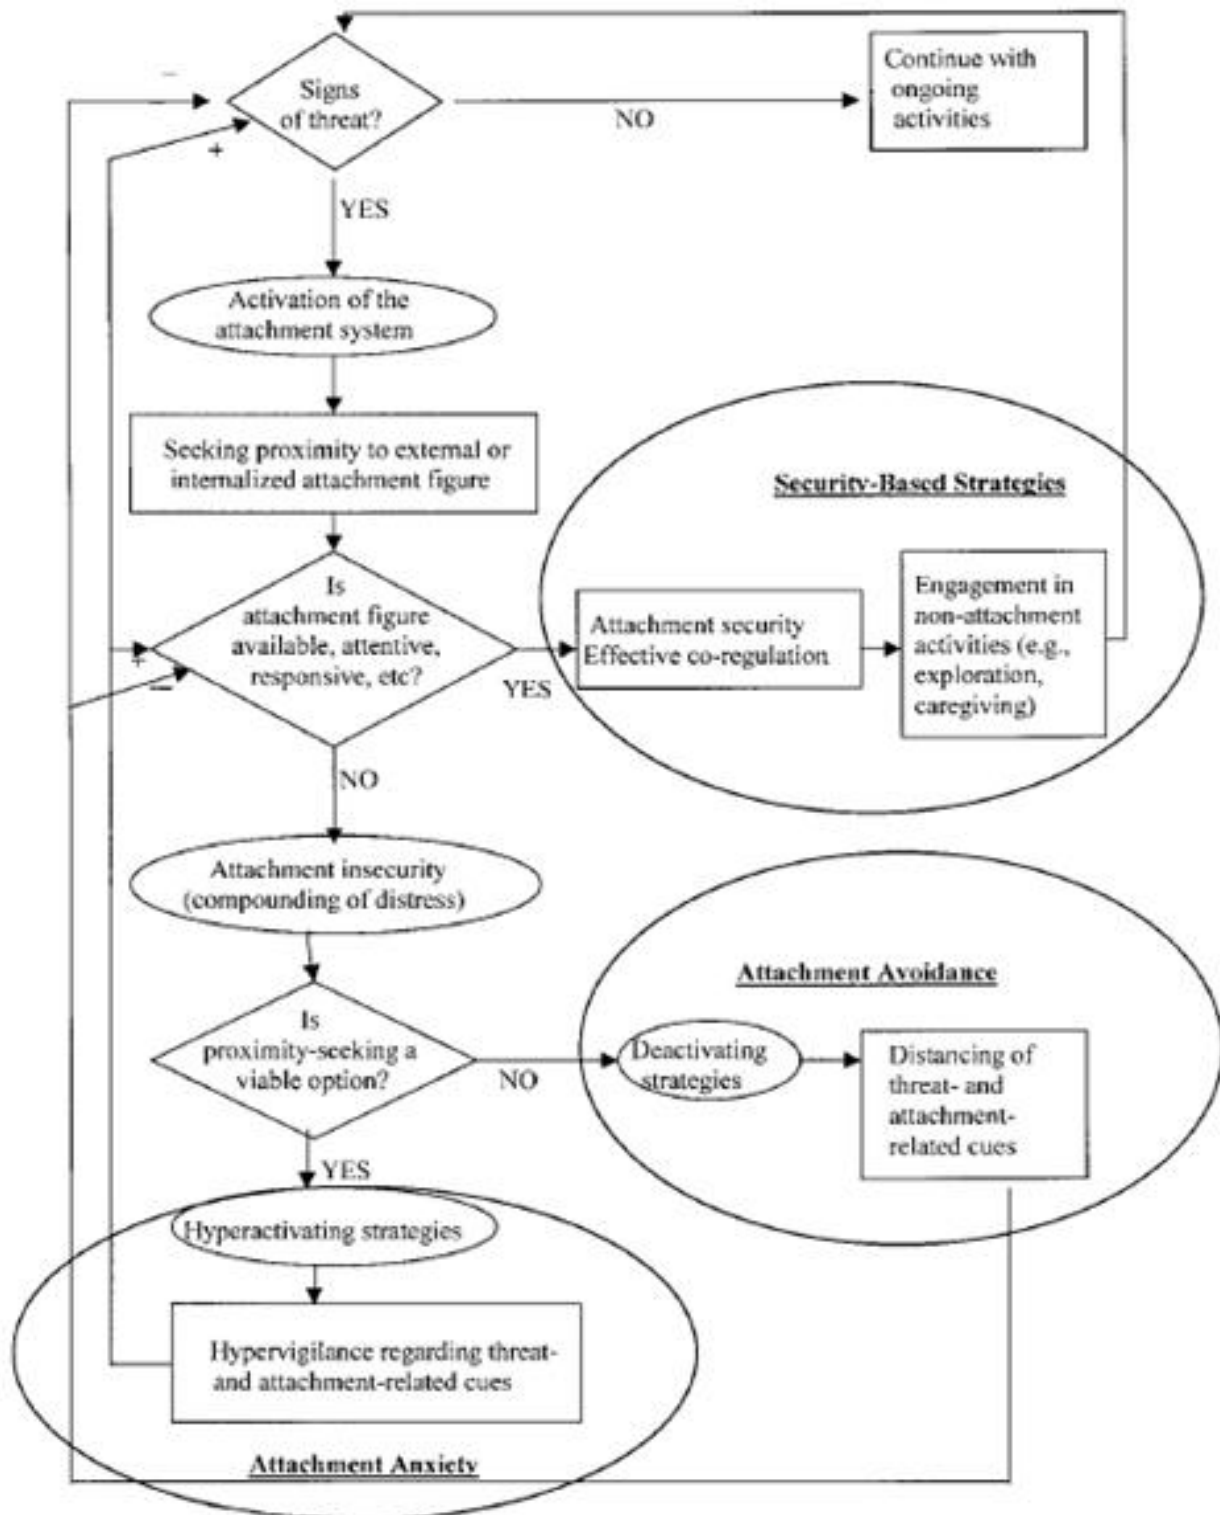 Signs
of threat?
NO
Continue with
ongoing
activities
–
+
YES
Activation of the
attachment system
Seeking proximity to external or
internalized attachment figure
Is
attachment figure
available, attentive,
responsive, etc?
+
–
YES
Security-Based Strategies
Attachment security
Effective co-regulation
Engagement in
non-attachment
activities (e.g.,
exploration,
caregiving)
NO
Attachment insecurity
(compounding of distress)
Is
proximity-seeking a
viable option?
NO
Attachment Avoidance
Deactivating
strategies
Distancing of
threat- and
attachment-
related cues
YES
Hyperactivating strategies
Hypervigilance regarding threat-
and attachment-related cues
Attachment Anxiety